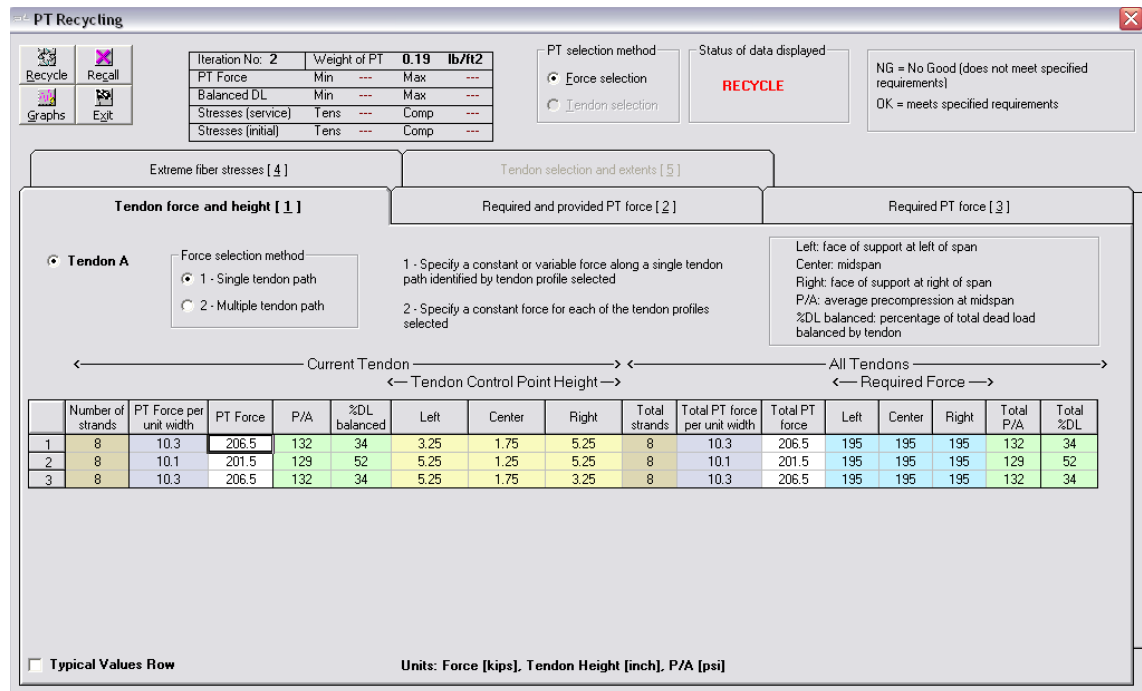 PT Recycling
Recycle Recall
Graphs Exit
Iteration No: 2 Weight of PT 0.19 lb/ft2
PT Force Min --- Max ---
Balanced DL Min --- Max ---
Stresses (service) Tens --- Comp ---
Stresses (initial) Tens --- Comp ---
PT selection method
Force selection
Tendon selection
Status of data displayed
RECYCLE
NG = No Good (does not meet specified
requirements)
OK = meets specified requirements
Extreme fiber stresses [ 4 ]
Tendon selection and extents [ 5 ]
Tendon force and height [ 1 ]
Required and provided PT force [ 2 ]
Required PT force [ 3 ]
Tendon A
Force selection method
1 - Single tendon path
2 - Multiple tendon path
1 - Specify a constant or variable force along a single tendon
path identified by tendon profile selected
2 - Specify a constant force for each of the tendon profiles
selected
Left: face of support at left of span
Center: midspan
Right: face of support at right of span
P/A: average precompression at midspan
%DL balanced: percentage of total dead load
balanced by tendon
<---Current Tendon---> <---All Tendons--->
<--- Tendon Control Point Height ---> <--- Required Force --->
Number of strands PT Force per unit width PT Force P/A %DL balanced Left Center Right Total strands Total PT force per unit width Total PT force Left Center Right Total P/A Total %DL
1 8 10.3 206.5 132 34 3.25 1.75 5.25 8 10.3 206.5 195 195 195 132 34
2 8 10.1 201.5 129 52 5.25 1.25 5.25 8 10.1 201.5 195 195 195 129 52
3 8 10.3 206.5 132 34 5.25 1.75 3.25 8 10.3 206.5 195 195 195 132 34
Typical Values Row
Units: Force [kips], Tendon Height [inch], P/A [psi]